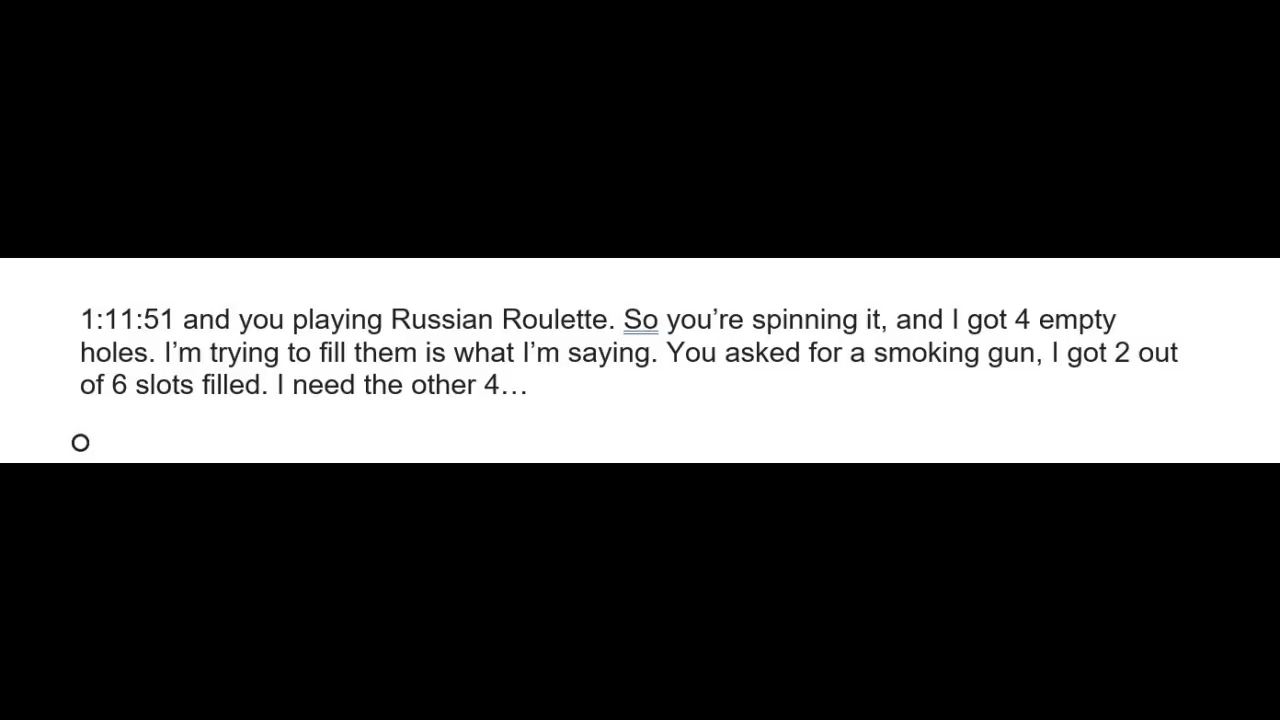 1:11:51 and you playing Russian Roulette. So you’re spinning it, and I got 4 empty
holes. I’m trying to fill them is what I’m saying. You asked for a smoking gun, I got 2 out
of 6 slots filled. I need the other 4…
o